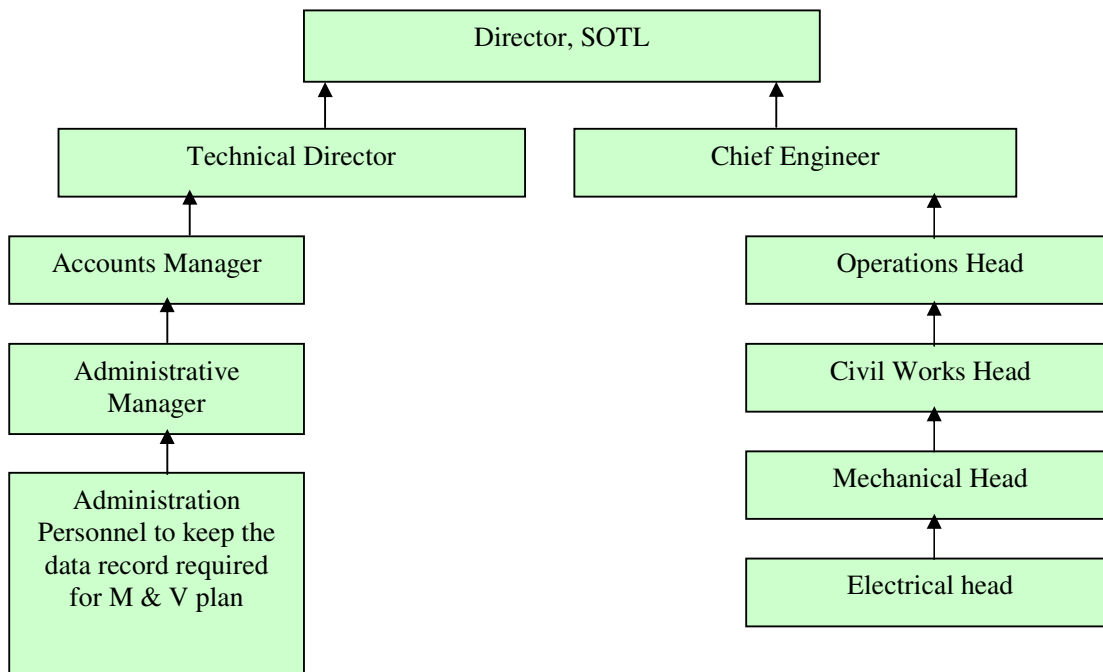 Director, SOTL
Technical Director
Chief Engineer
Accounts Manager
Operations Head
Administrative
Manager
Civil Works Head
Administration
Personnel to keep the
data record required
for M & V plan
Mechanical Head
Electrical head